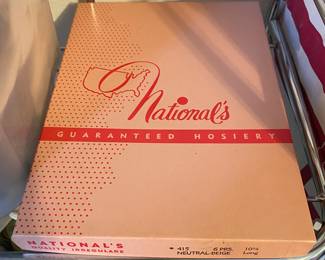 National's
GUARANTEED HOSIERY
NATIONAL'S
QUALITY IRREGULARS
415 6 PRS. 10½
NEUTRAL-BEIGE Long